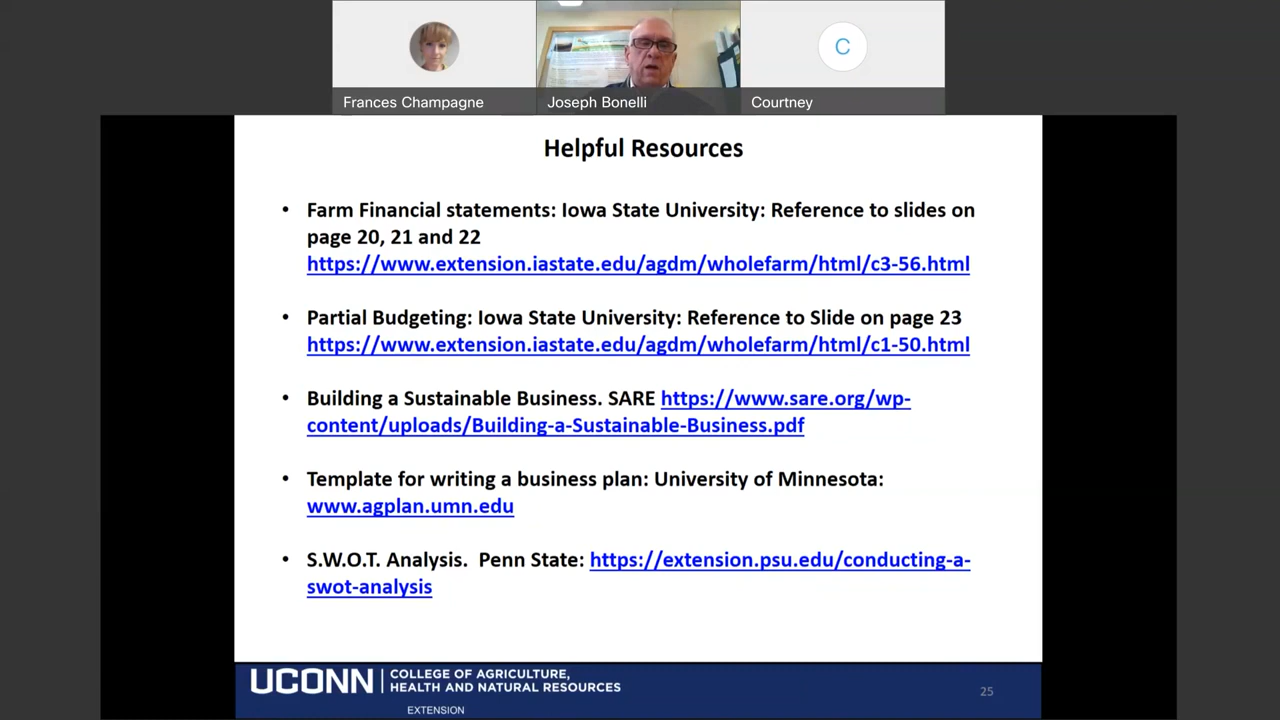 C
Frances Champagne
Joseph Bonelli
Courtney
Helpful Resources
• Farm Financial statements: Iowa State University: Reference to slides on
page 20, 21 and 22
https://www.extension.iastate.edu/agdm/wholefarm/html/c3-56.html
• Partial Budgeting: Iowa State University: Reference to Slide on page 23
https://www.extension.iastate.edu/agdm/wholefarm/html/c1-50.html
• Building a Sustainable Business. SARE https://www.sare.org/wp-
content/uploads/Building-a-Sustainable-Business.pdf
• Template for writing a business plan: University of Minnesota:
www.agplan.umn.edu
• S.W.O.T. Analysis. Penn State: https://extension.psu.edu/conducting-a-
swot-analysis
UCONN
COLLEGE OF AGRICULTURE,
HEALTH AND NATURAL RESOURCES
EXTENSION
25